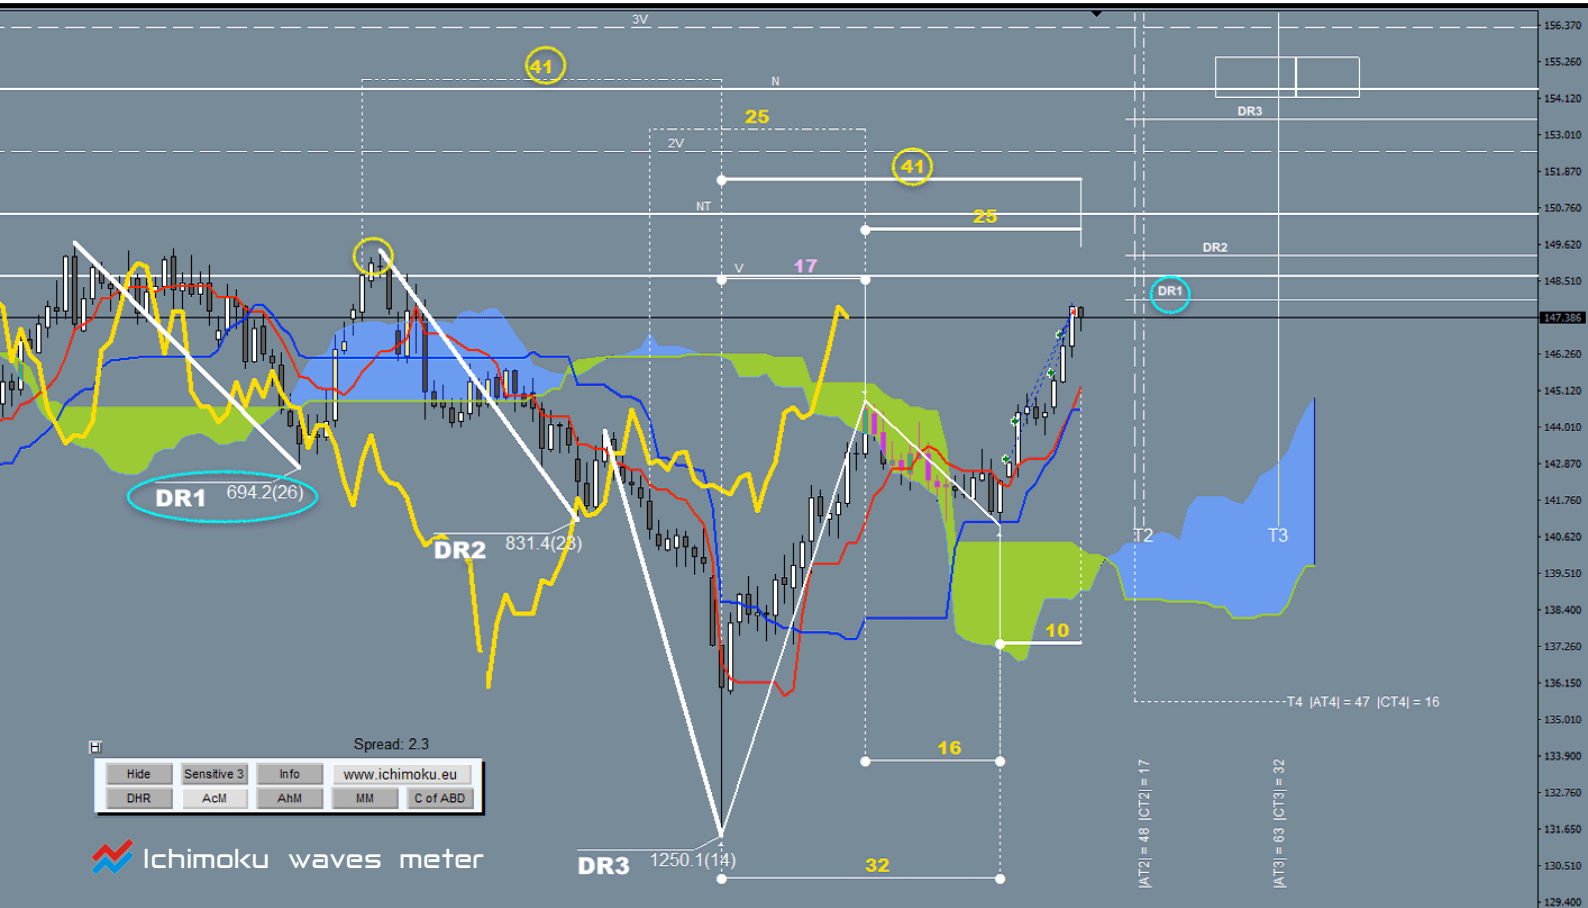 3V
156.370
41
155.260
N
154.120
DR3
25
153.010
2V
41
151.870
NT
150.760
25
149.620
DR2
V
17
148.510
DR1
147.386
146.260
145.120
144.010
142.870
DR1
694.2(26)
141.760
DR2
831.4(23)
T2
T3
140.620
139.510
138.400
10
137.260
136.150
T4 |AT4| = 47 |CT4| = 16
135.010
H
Spread: 2.3
16
133.900
Hide
Sensitive 3
Info
www.ichimoku.eu
DHR
AcM
AhM
MM
C of ABD
132.760
|AT2| = 48 |CT2| = 17
|AT3| = 63 |CT3| = 32
131.650
Ichimoku waves meter
DR3
1250.1(14)
32
130.510
129.400